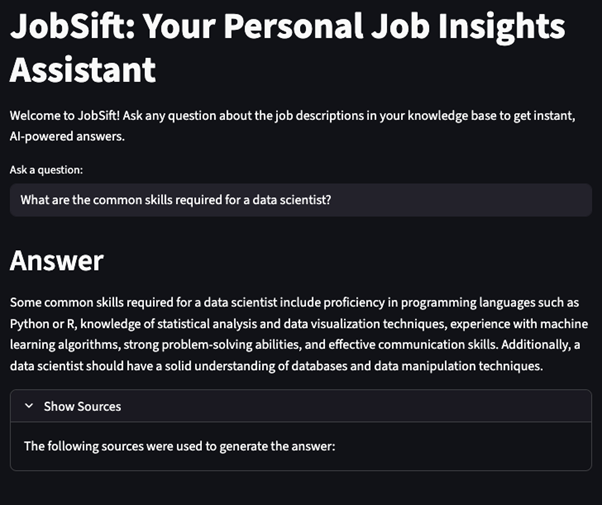 JobSift: Your Personal Job Insights
Assistant
Welcome to JobSift! Ask any question about the job descriptions in your knowledge base to get instant,
AI-powered answers.
Ask a question:
What are the common skills required for a data scientist?
Answer
Some common skills required for a data scientist include proficiency in programming languages such as
Python or R, knowledge of statistical analysis and data visualization techniques, experience with machine
learning algorithms, strong problem-solving abilities, and effective communication skills. Additionally, a
data scientist should have a solid understanding of databases and data manipulation techniques.
Show Sources
The following sources were used to generate the answer: